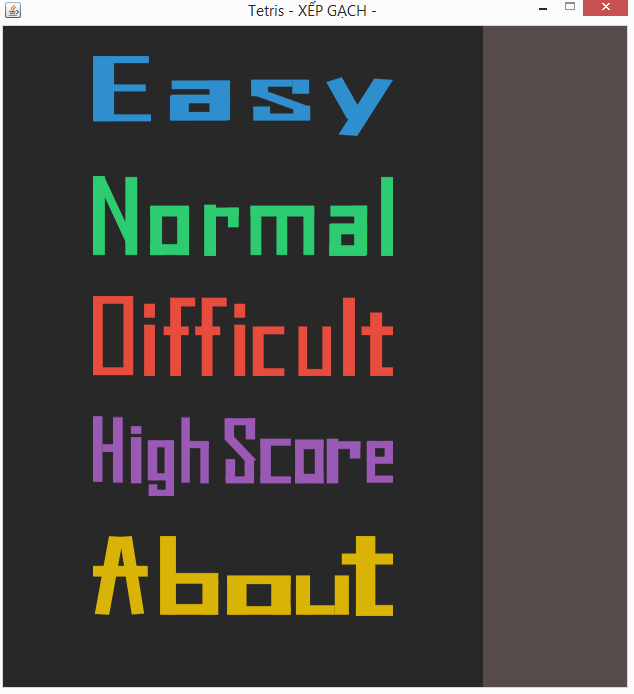 Tetris - XẾP GẠCH -
Easy
Normal
Difficult
High Score
About